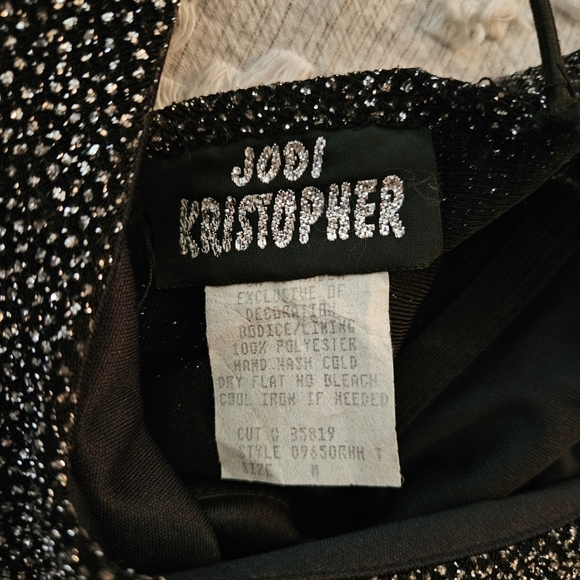 JODI
KRISTOPHER
EXCLUSIVE OF
DECORATION
BODICE/LINING
100% POLYESTER
HAND WASH COLD
DRY FLAT NO BLEACH
COOL IRON IF NEEDED
CUT # 35819
STYLE 09650RHH T
SIZE M